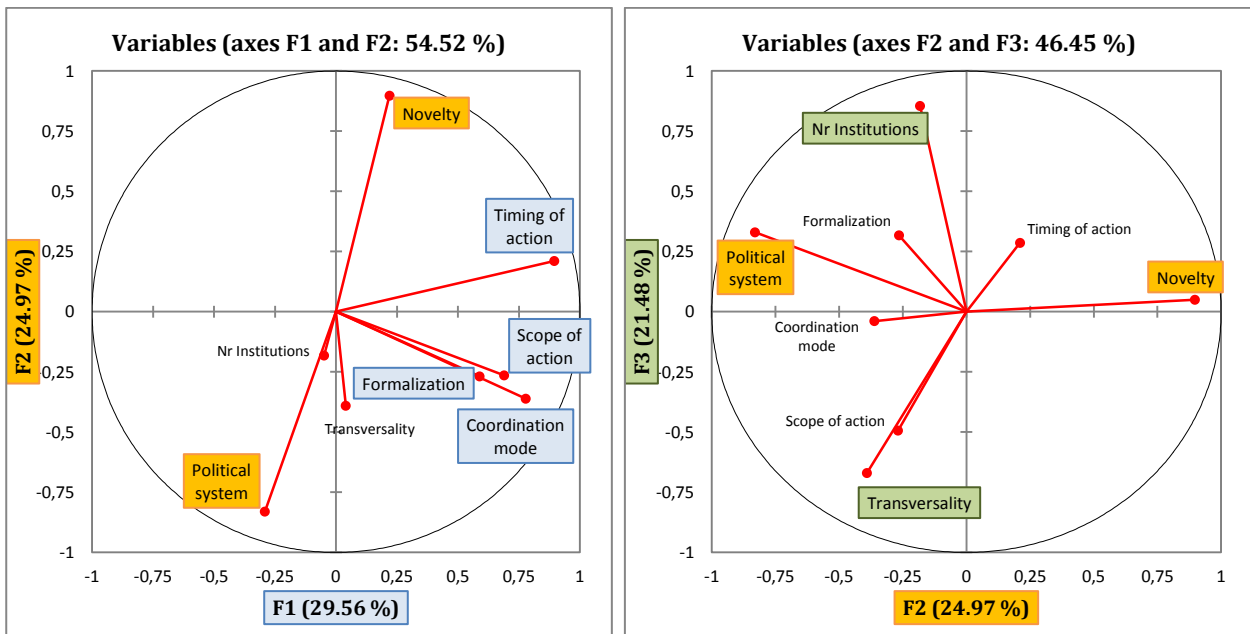 Variables (axes F1 and F2: 54.52 %)
1
0,75
0,5
0,25
0
-0,25
-0,5
-0,75
-1
F2 (24.97 %)
Novelty
Timing of
action
Scope of
action
Nr Institutions
Formalization
Transversality
Coordination
mode
Political
system
-1
-0,75
-0,5
-0,25
0
0,25
0,5
0,75
1
F1 (29.56 %)
Variables (axes F2 and F3: 46.45 %)
1
0,75
0,5
0,25
0
-0,25
-0,5
-0,75
-1
F3 (21.48 %)
Nr Institutions
Formalization
Timing of action
Political
system
Novelty
Coordination
mode
Scope of action
Transversality
-1
-0,75
-0,5
-0,25
0
0,25
0,5
0,75
1
F2 (24.97 %)